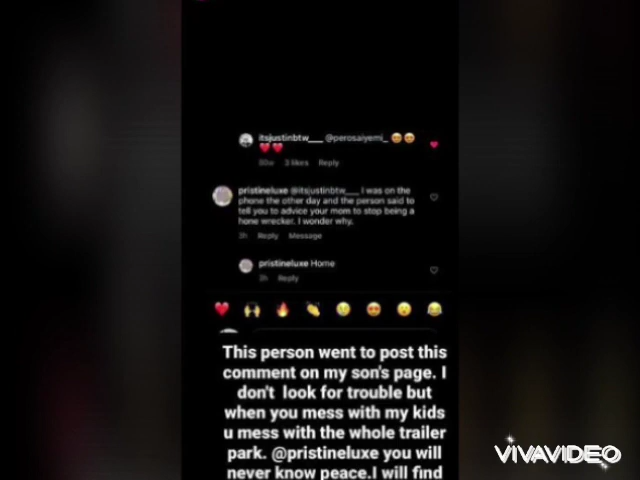 itsjustinbtw___ @perosaiyemi_ 😍😍
❤️❤️
3 likes Reply
pristineluxe @itsjustinbtw___ I was on
the phone the other day and the person said to
tell you to advice your mom to stop being a
hone wrecker. I wonder why.
3h Reply Message
pristineluxe Home
3h Reply
❤️ 🙌 🔥 👏 😢 😍 😮 😂
This person went to post this
comment on my son's page. I
don't look for trouble but
when you mess with my kids
u mess with the whole trailer
park. @pristineluxe you will
never know peace.I will find
VIVAVIDEO